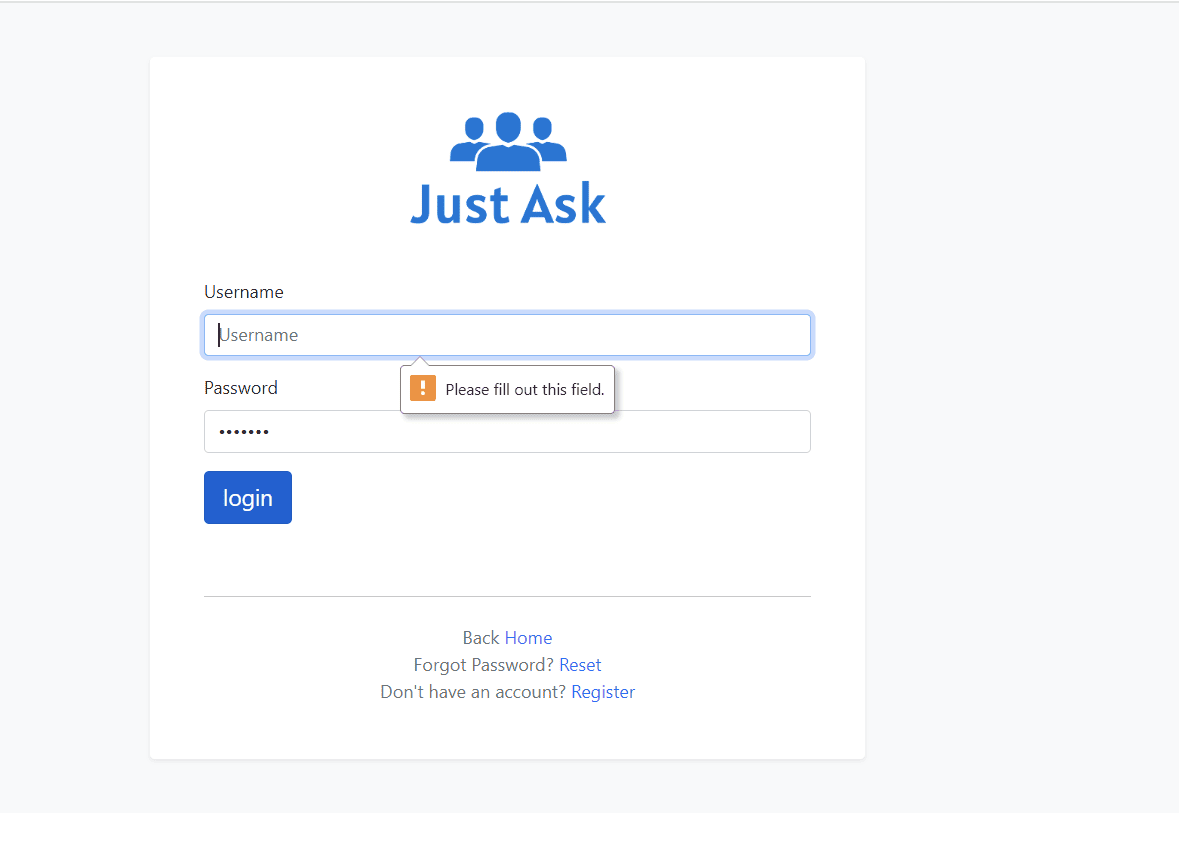 Just Ask
Username
Username
Please fill out this field.
Password
•••••••
login
Back Home
Forgot Password? Reset
Don't have an account? Register